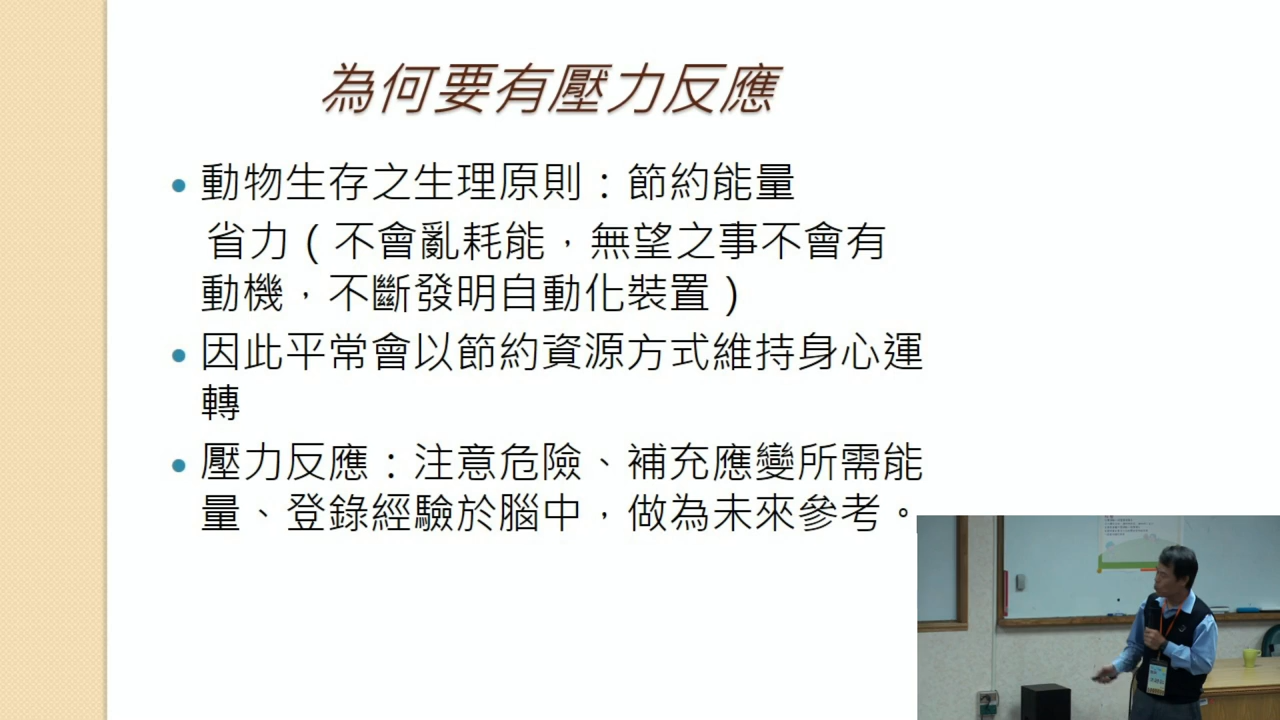 為何要有壓力反應
• 動物生存之生理原則：節約能量
省力（不會亂耗能，無望之事不會有
動機，不斷發明自動化裝置）
• 因此平常會以節約資源方式維持身心運
轉
• 壓力反應：注意危險、補充應變所需能
量、登錄經驗於腦中，做為未來參考。